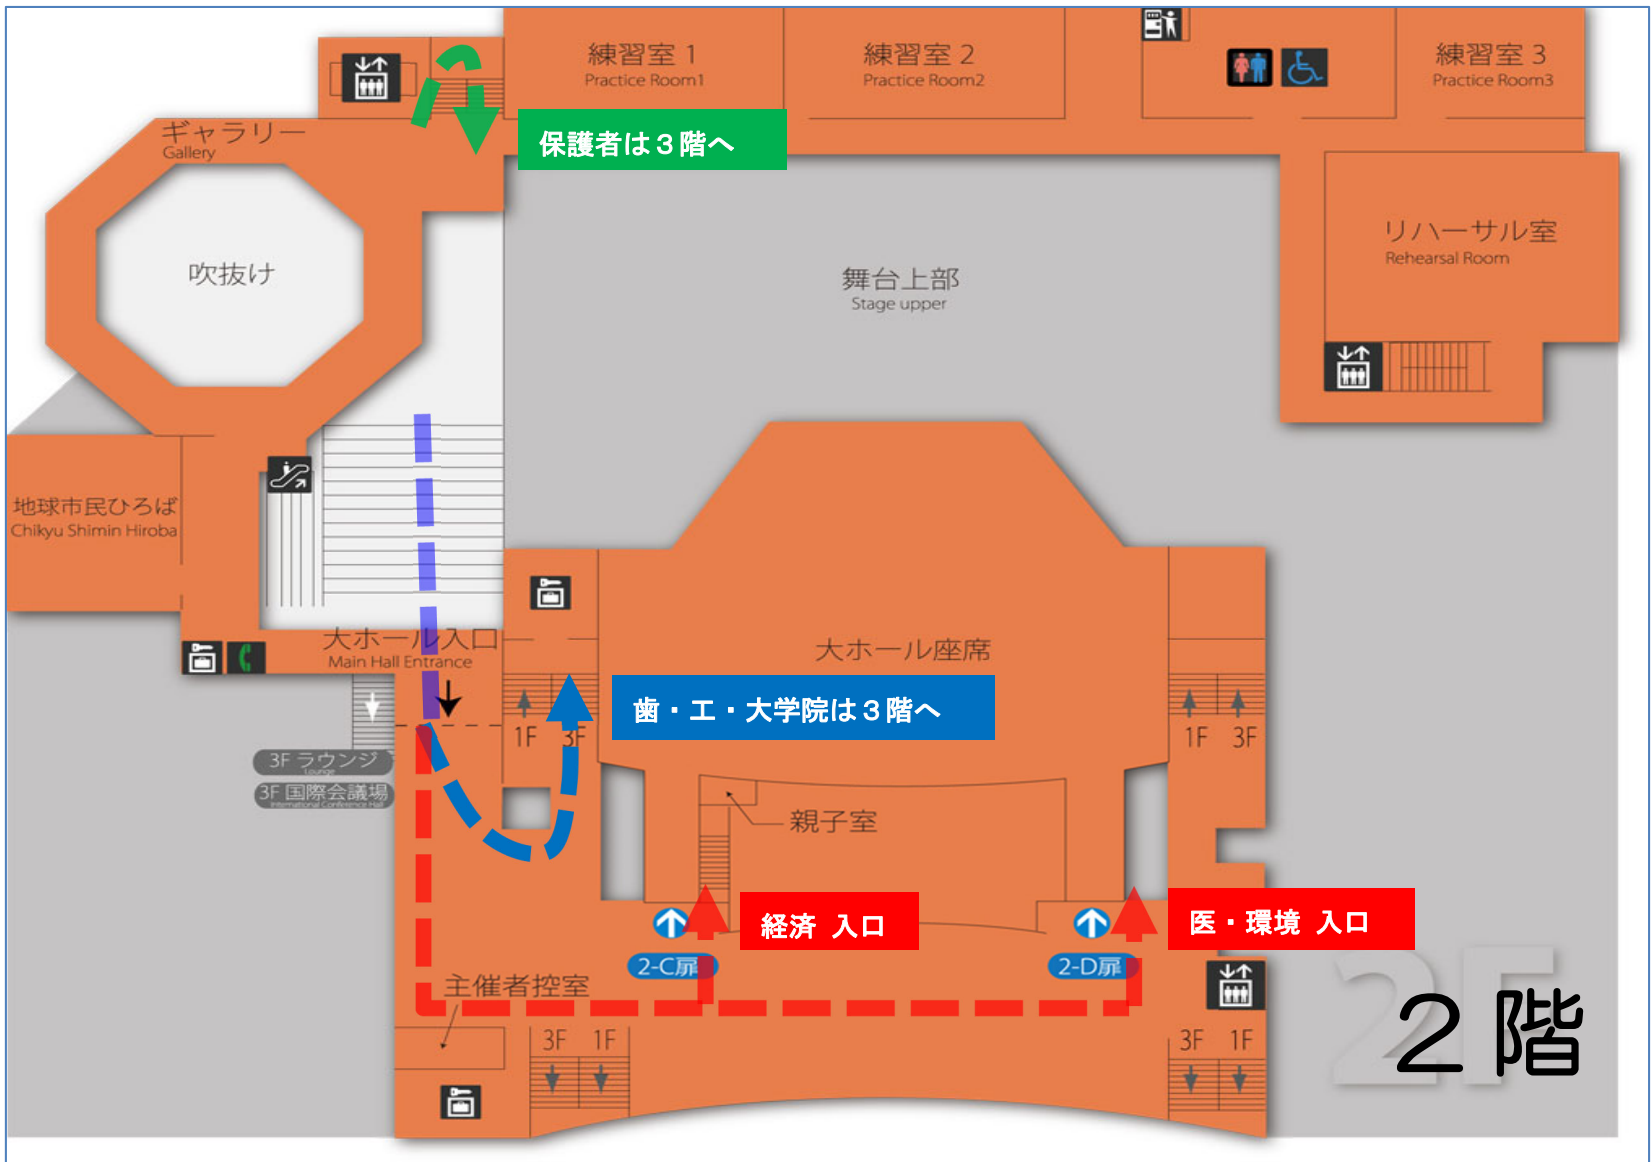 練習室 1
Practice Room1
練習室 2
Practice Room2
練習室 3
Practice Room3
ギャラリー
Gallery
保護者は３階へ
吹抜け
舞台上部
Stage upper
リハーサル室
Rehearsal Room
地球市民ひろば
Chikyu Shimin Hiroba
大ホール入口
Main Hall Entrance
大ホール座席
歯・工・大学院は３階へ
1F 3F
1F 3F
3F ラウンジ
Lounge
3F 国際会議場
International Conference Hall
親子室
経済 入口
医・環境 入口
2-C扉
2-D扉
主催者控室
3F 1F
3F 1F
2F
２階